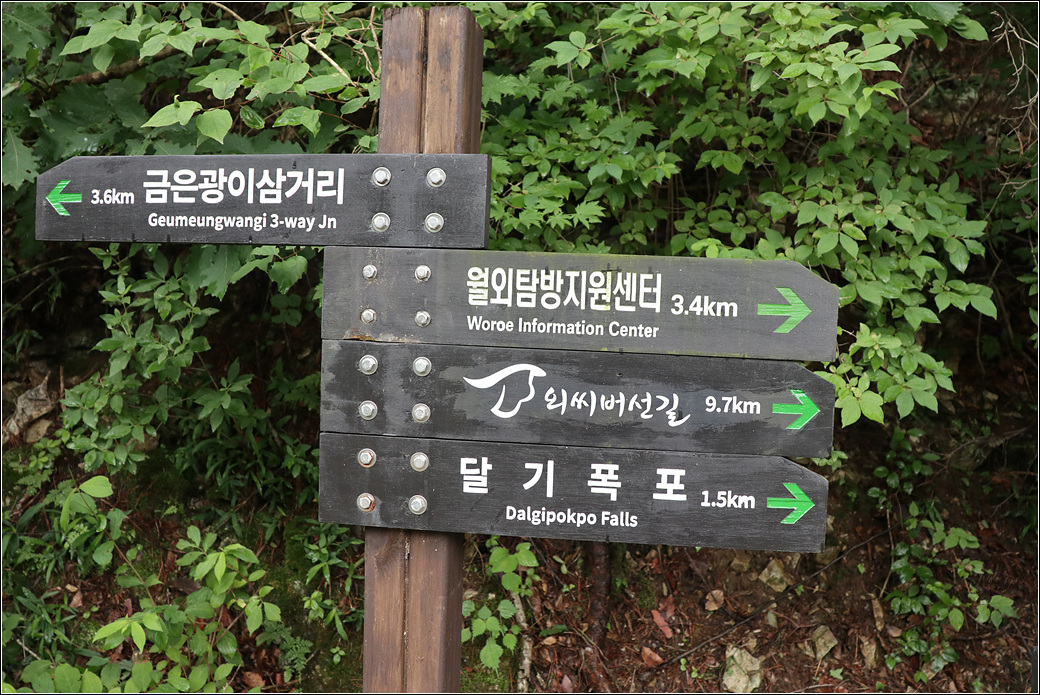 3.6km 금은광이삼거리
Geumeungwangi 3-way Jn
월외탐방지원센터 3.4km
Woroe Information Center
외씨버선길 9.7km
달기폭포 1.5km
Dalgipokpo Falls